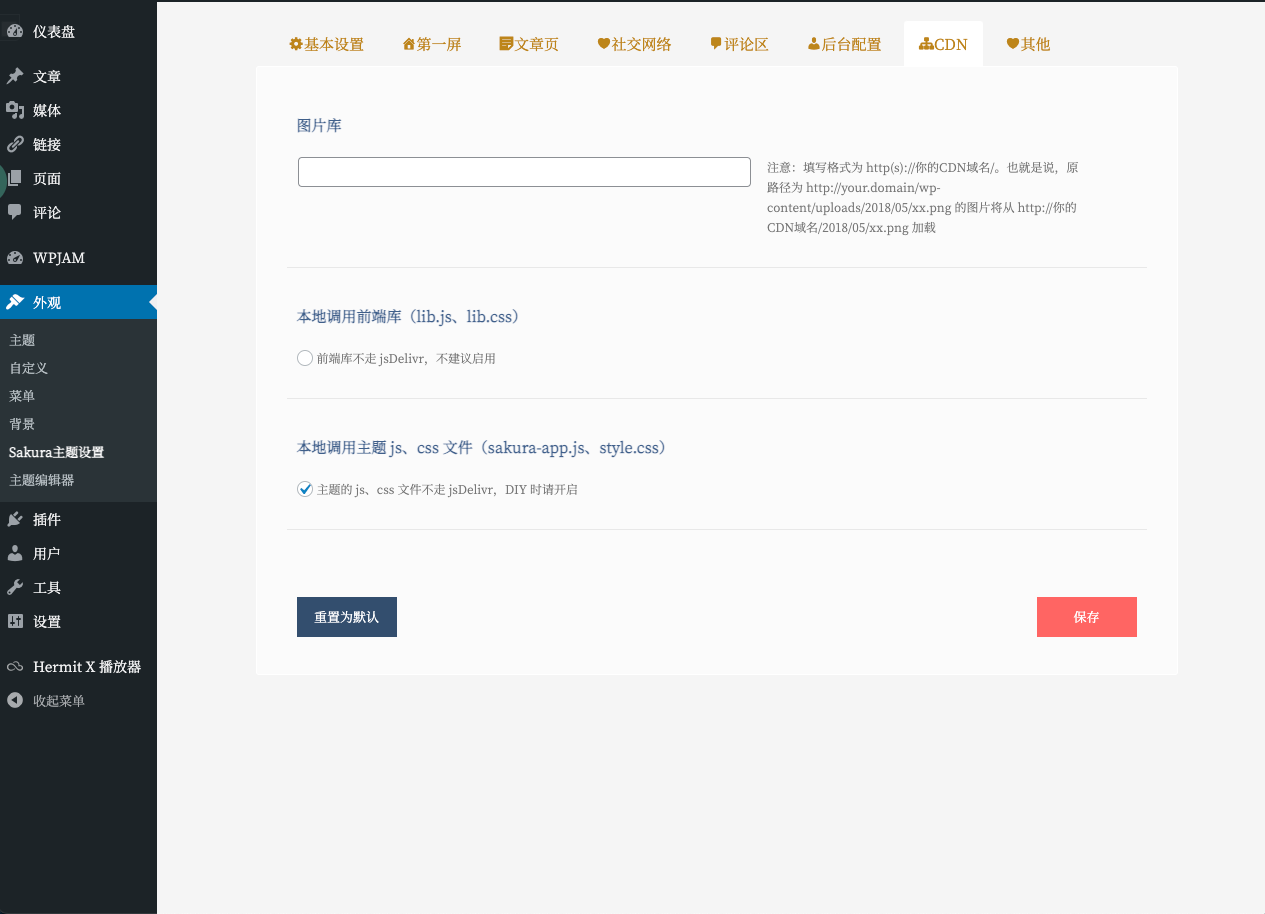 仪表盘
文章
媒体
链接
页面
评论
WPJAM
外观
主题
自定义
菜单
背景
Sakura主题设置
主题编辑器
插件
用户
工具
设置
Hermit X 播放器
收起菜单
基本设置 第一屏 文章页 社交网络 评论区 后台配置 CDN 其他
图片库
注意：填写格式为 http(s)://你的CDN域名/。也就是说，原
路径为 http://your.domain/wp-
content/uploads/2018/05/xx.png 的图片将从 http://你的
CDN域名/2018/05/xx.png 加载
本地调用前端库（lib.js、lib.css）
前端库不走 jsDelivr，不建议启用
本地调用主题 js、css 文件（sakura-app.js、style.css）
主题的 js、css 文件不走 jsDelivr，DIY 时请开启
重置为默认 保存